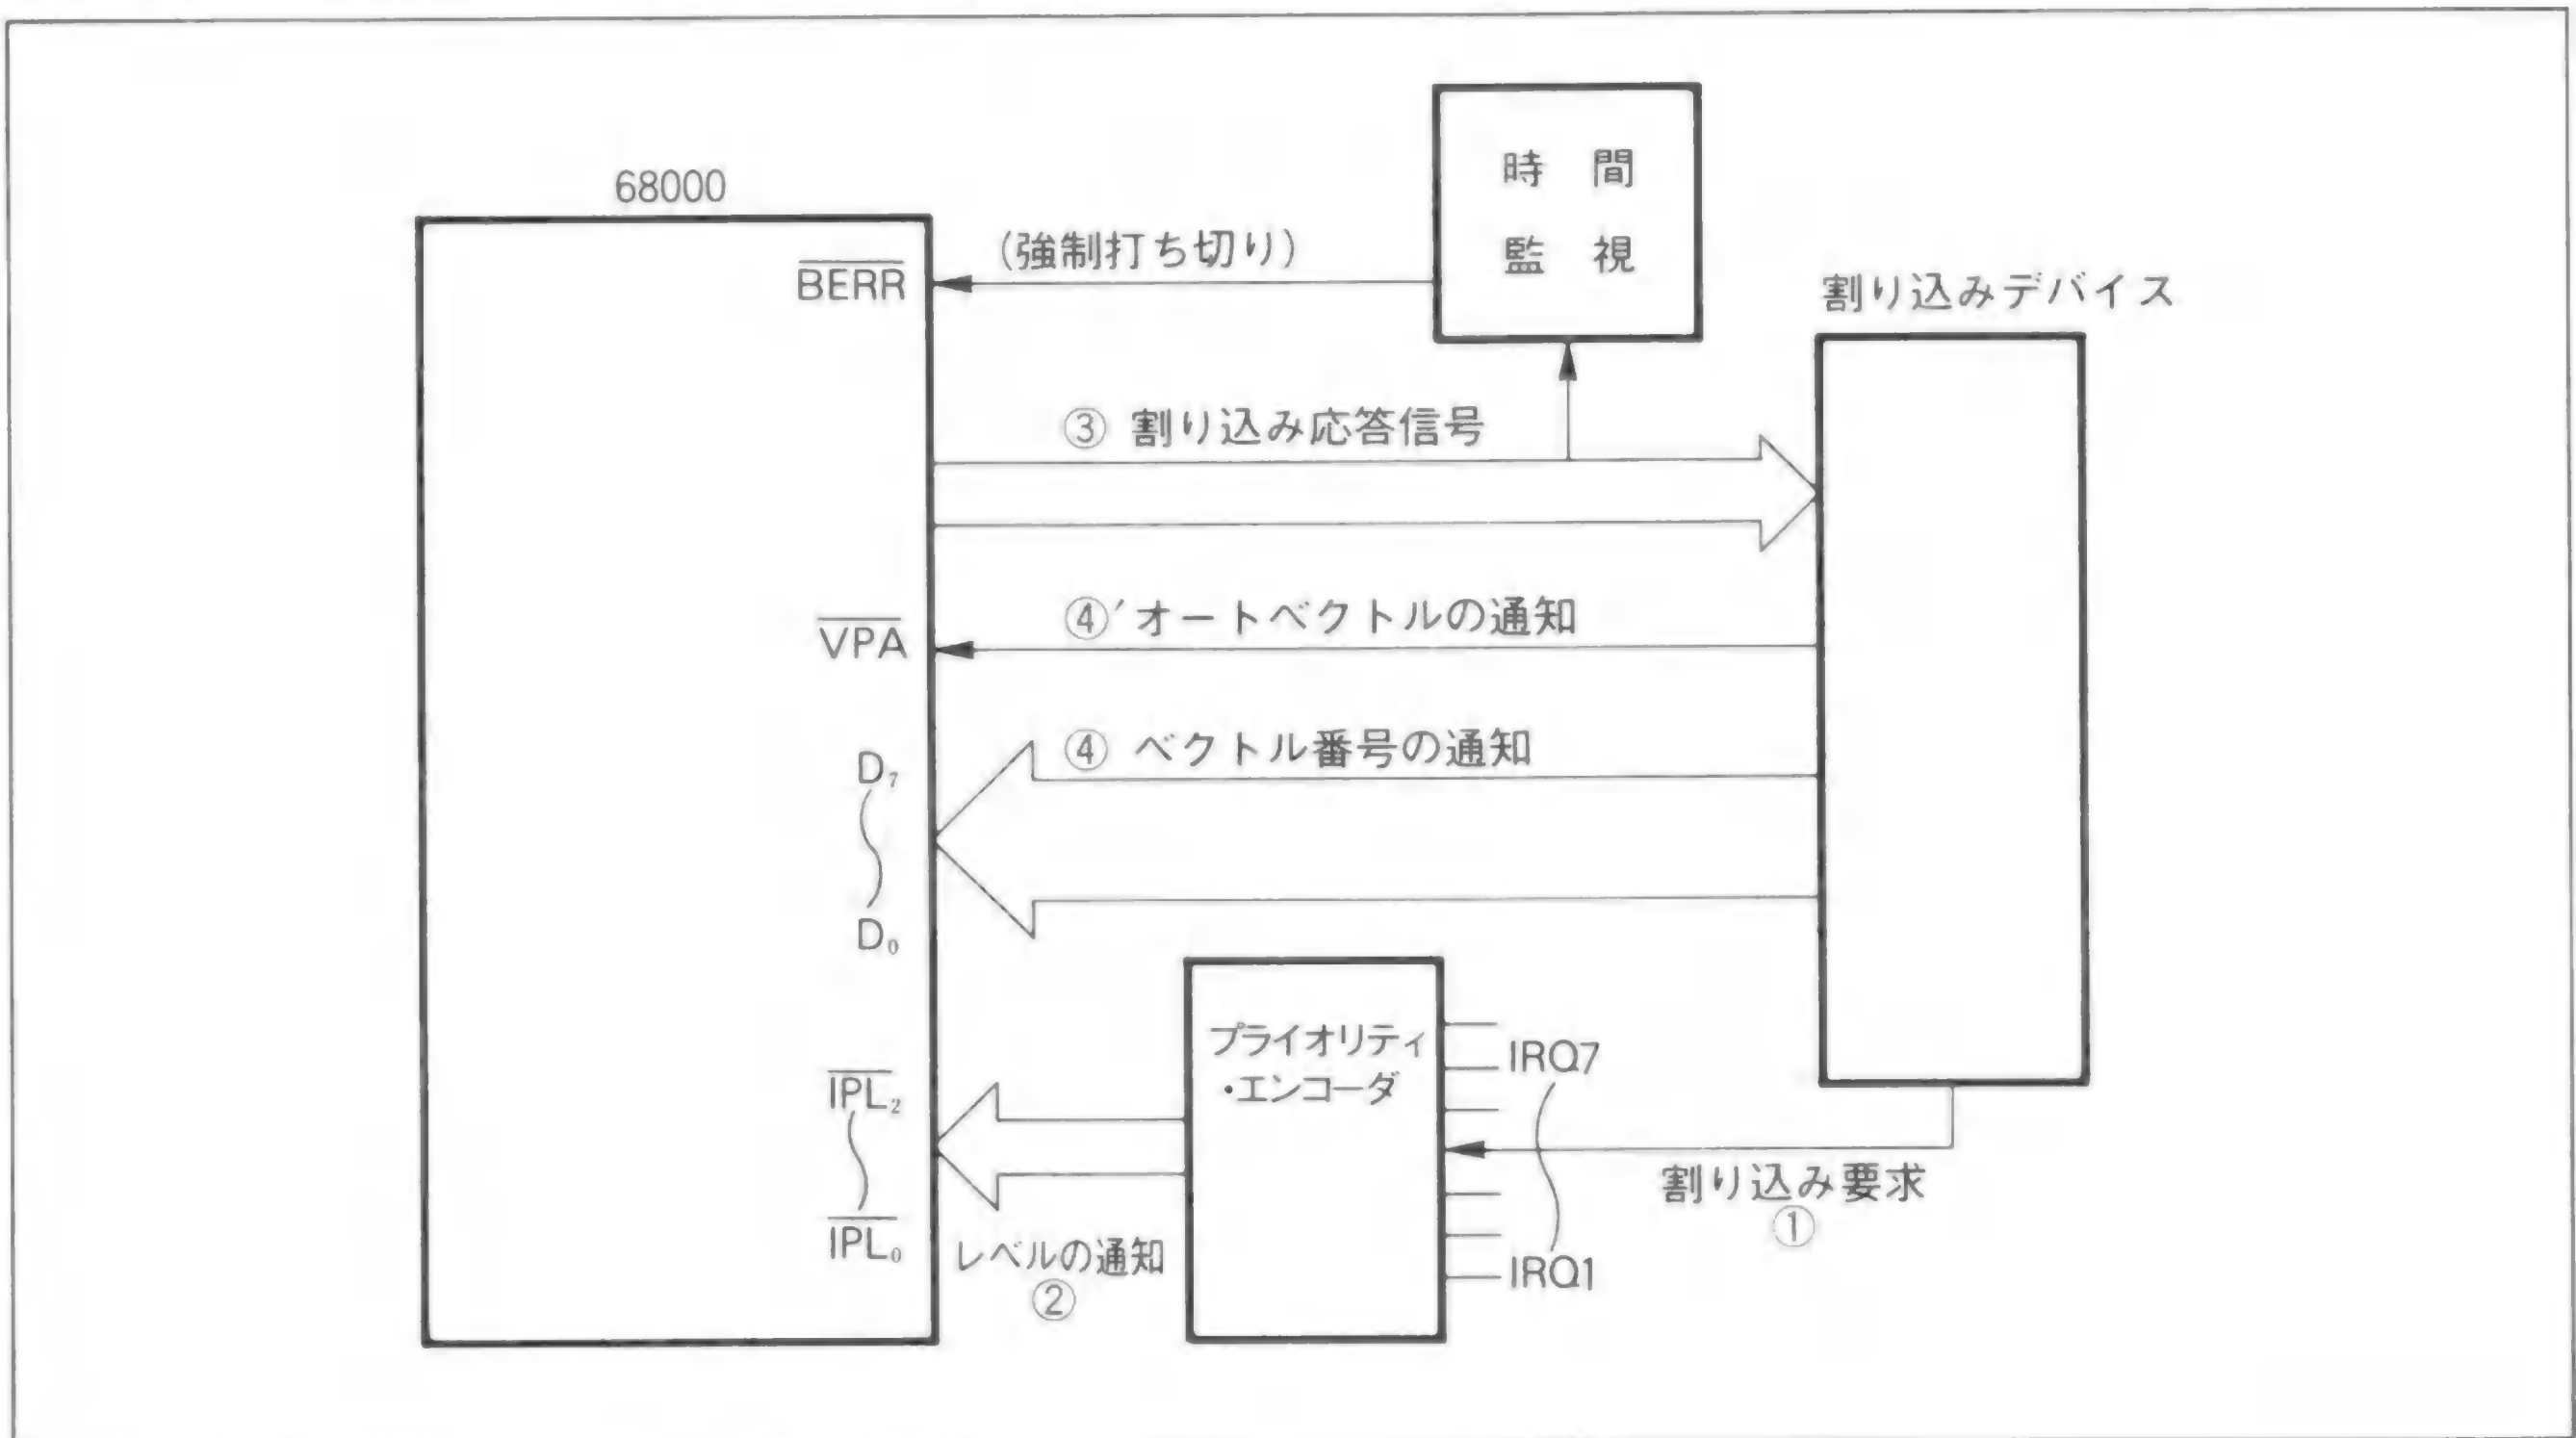 68000
時間
監視
(強制打ち切り)
BERR
割り込みデバイス
③ 割り込み応答信号
④′オートベクトルの通知
VPA
④ ベクトル番号の通知
D₇
D₀
プライオリティ
・エンコーダ
IRQ7
IPL₂
割り込み要求
①
IPL₀
レベルの通知
②
IRQ1